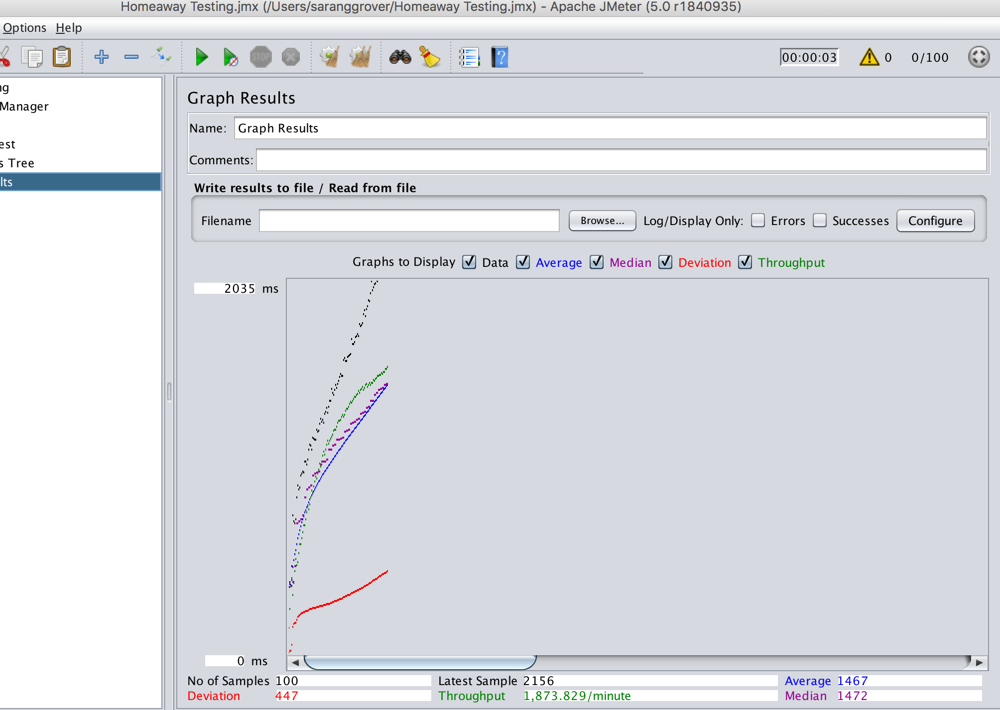 Homeaway Testing.jmx (/Users/saranggrover/Homeaway Testing.jmx) - Apache JMeter (5.0 r1840935)
Options Help
STOP 00:00:03 0 0/100
ng
Manager
est
s Tree
lts
Graph Results
Name: Graph Results
Comments:
Write results to file / Read from file
Filename Browse... Log/Display Only: Errors Successes Configure
Graphs to Display Data Average Median Deviation Throughput
2035 ms
0 ms
No of Samples 100 Latest Sample 2156 Average 1467
Deviation 447 Throughput 1,873.829/minute Median 1472